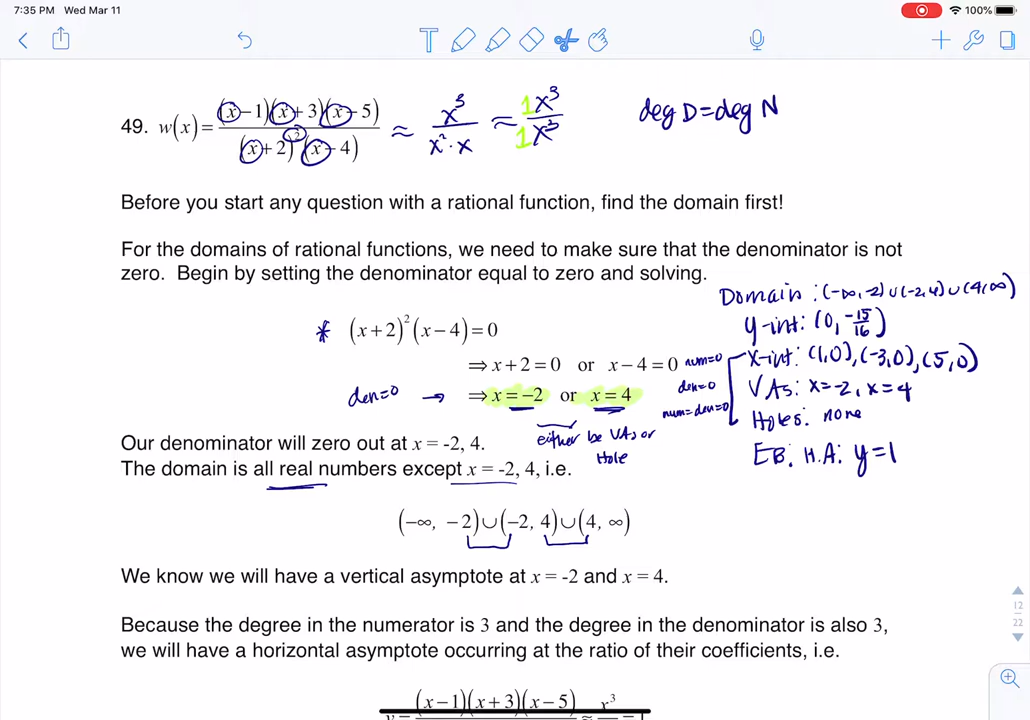 7:35 PM Wed Mar 11
100%
49. w(x) = (x−1)(x+3)(x−5) / (x+2)²(x−4) ≈ x³ / x²·x ≈ 1x³ / 1x³
deg D = deg N
Before you start any question with a rational function, find the domain first!
For the domains of rational functions, we need to make sure that the denominator is not
zero. Begin by setting the denominator equal to zero and solving.
Domain: (-∞, -2) ∪ (-2, 4) ∪ (4, ∞)
* (x+2)²(x−4) = 0
y-int: (0, -15/16)
⇒ x+2=0 or x−4=0
num=0
x-int: (1,0), (-3,0), (5,0)
den=0 → ⇒ x=−2 or x=4
den=0
VAs: x=-2, x=4
num=den=0
Holes: none
either be VAs or
Hole
EB: H.A: y=1
Our denominator will zero out at x = -2, 4.
The domain is all real numbers except x = -2, 4, i.e.
(−∞, −2)∪(−2, 4)∪(4, ∞)
We know we will have a vertical asymptote at x = -2 and x = 4.
Because the degree in the numerator is 3 and the degree in the denominator is also 3,
we will have a horizontal asymptote occurring at the ratio of their coefficients, i.e.
(x−1)(x+3)(x−5) x³
12
22